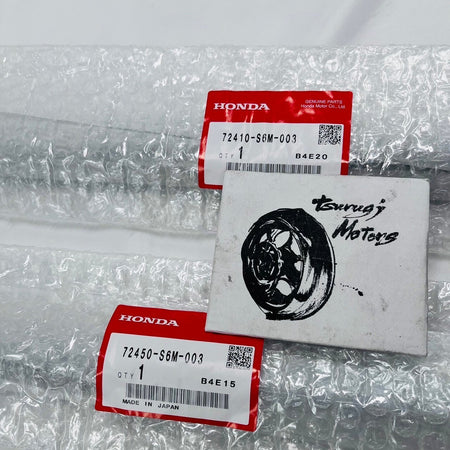 HONDA
GENUINE PARTS
Honda Motor Co., Ltd.
72410-S6M-003
QTY 1
B4E20
tsurugi
Motors
HONDA
72450-S6M-003
QTY 1
B4E15
MADE IN JAPAN